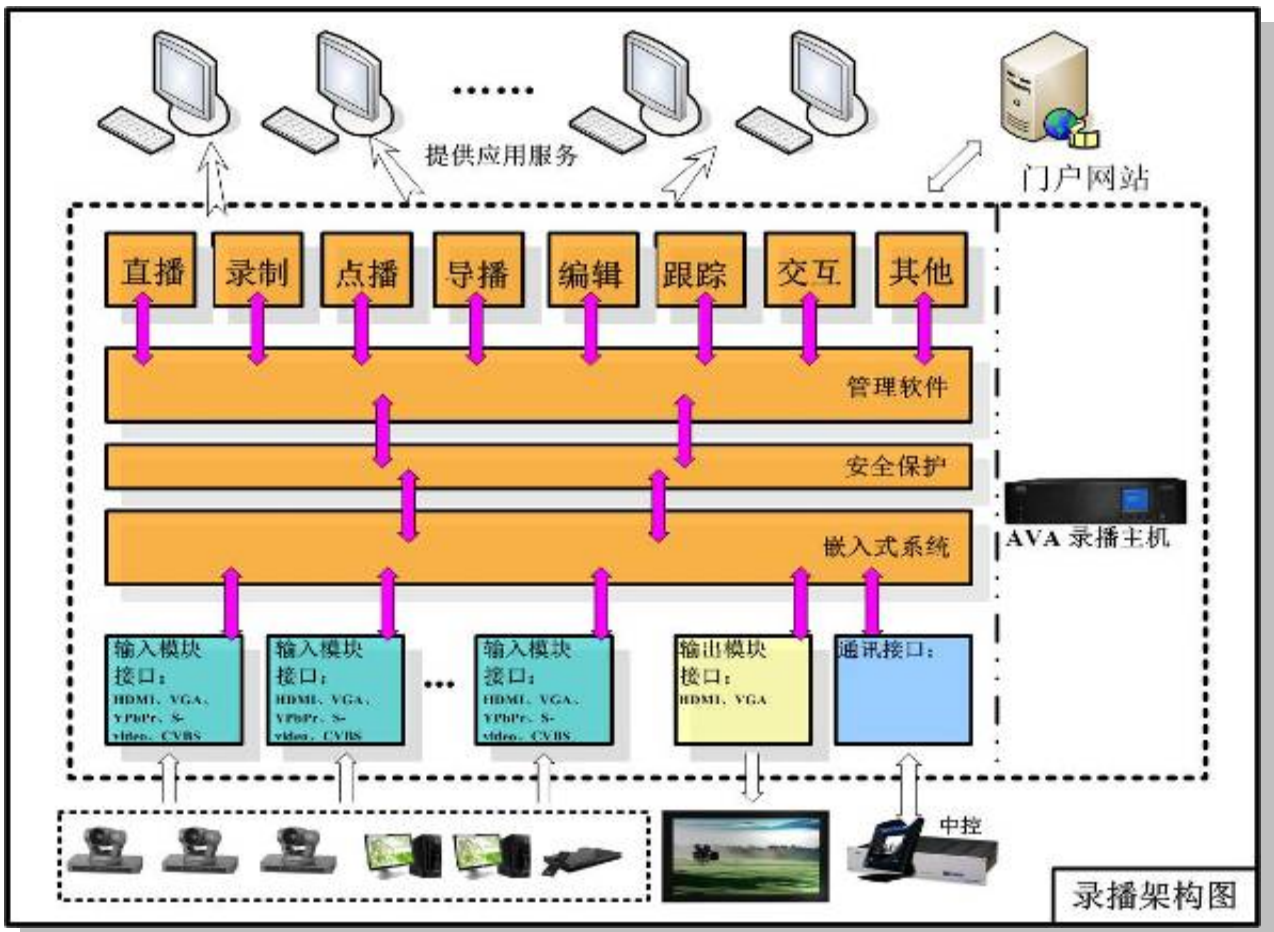 提供应用服务
门户网站
直播
录制
点播
导播
编辑
跟踪
交互
其他
管理软件
安全保护
嵌入式系统
AVA 录播主机
输入模块
接口：
HDMI、VGA、
YPbPr、S-
video、CVBS
输入模块
接口：
HDMI、VGA、
YPbPr、S-
video、CVBS
...
输入模块
接口：
HDMI、VGA、
YPbPr、S-
video、CVBS
输出模块
接口：
HDMI、VGA
通讯接口：
中控
录播架构图